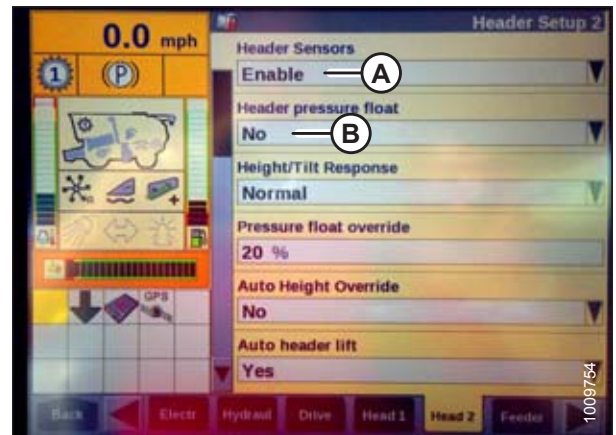 0.0 mph
1
(P)
GPS
Header Setup 2
Header Sensors
Enable
A
Header pressure float
No
B
Height/Tilt Response
Normal
Pressure float override
20 %
Auto Height Override
No
Auto header lift
Yes
Back
Electr
Hydraul
Drive
Head 1
Head 2
Feeder
1009754